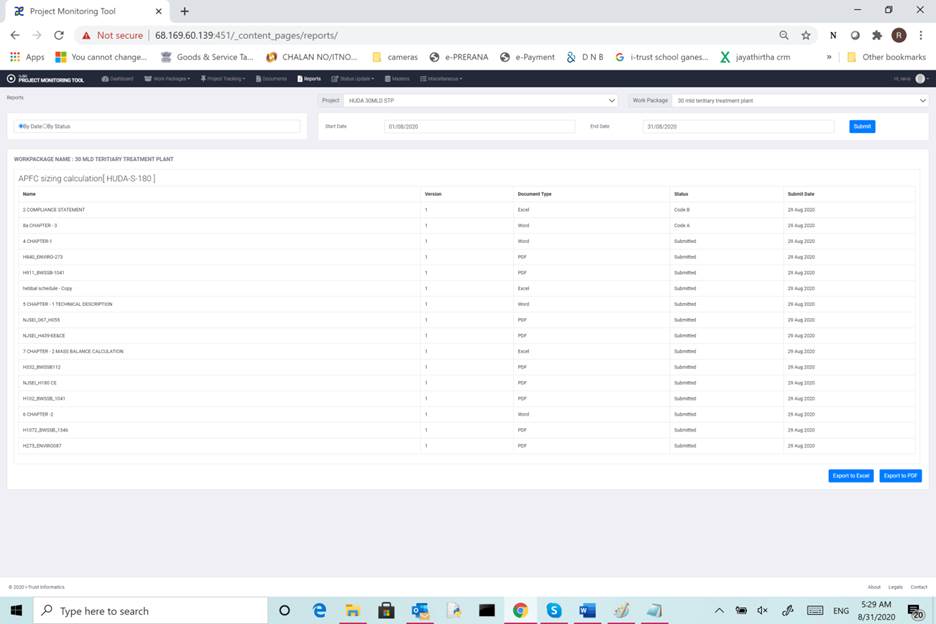 Project Monitoring Tool
Not secure 68.169.60.139:451/_content_pages/reports/ N R
Apps You cannot change... Goods & Service Ta... CHALAN NO/ITNO... cameras e-PRERANA e-Payment D N B i-trust school ganes... jayathirtha crm » Other bookmarks
PROJECT MONITORING TOOL Dashboard Work Packages Project Tracking Documents Reports Status Update Masters Miscellaneous
Reports Project HUDA 30MLD STP Work Package 30 mld teritiary treatment plant
By Date By Status Start Date 01/08/2020 End Date 31/08/2020 Submit
WORKPACKAGE NAME : 30 MLD TERITIARY TREATMENT PLANT
APFC sizing calculation[ HUDA-S-180 ]
Name Version Document Type Status Submit Date
2 COMPLIANCE STATEMENT 1 Excel Code B 29 Aug 2020
8a CHAPTER - 3 1 Word Code A 29 Aug 2020
4 CHAPTER-1 1 Word Submitted 29 Aug 2020
H640_ENVIRO-273 1 PDF Submitted 29 Aug 2020
H911_BWSSB-1041 1 PDF Submitted 29 Aug 2020
hebbal schedule - Copy 1 Excel Submitted 29 Aug 2020
5 CHAPTER - 1 TECHNICAL DESCRIPTION 1 Word Submitted 29 Aug 2020
NJSEI_067_H055 1 PDF Submitted 29 Aug 2020
NJSEI_H439-EE&CE 1 PDF Submitted 29 Aug 2020
7 CHAPTER - 2 MASS BALANCE CALCULATION 1 Excel Submitted 29 Aug 2020
H332_BWSSB112 1 PDF Submitted 29 Aug 2020
NJSEI_H180 CE 1 PDF Submitted 29 Aug 2020
H102_BWSSB_1041 1 PDF Submitted 29 Aug 2020
6 CHAPTER -2 1 Word Submitted 29 Aug 2020
H1072_BWSSB_1346 1 PDF Submitted 29 Aug 2020
H275_ENVIRO087 1 PDF Submitted 29 Aug 2020
Export to Excel Export to PDF
© 2020 i-Trust Informatics About Legals Contact
Type here to search ENG 5:29 AM
8/31/2020 20